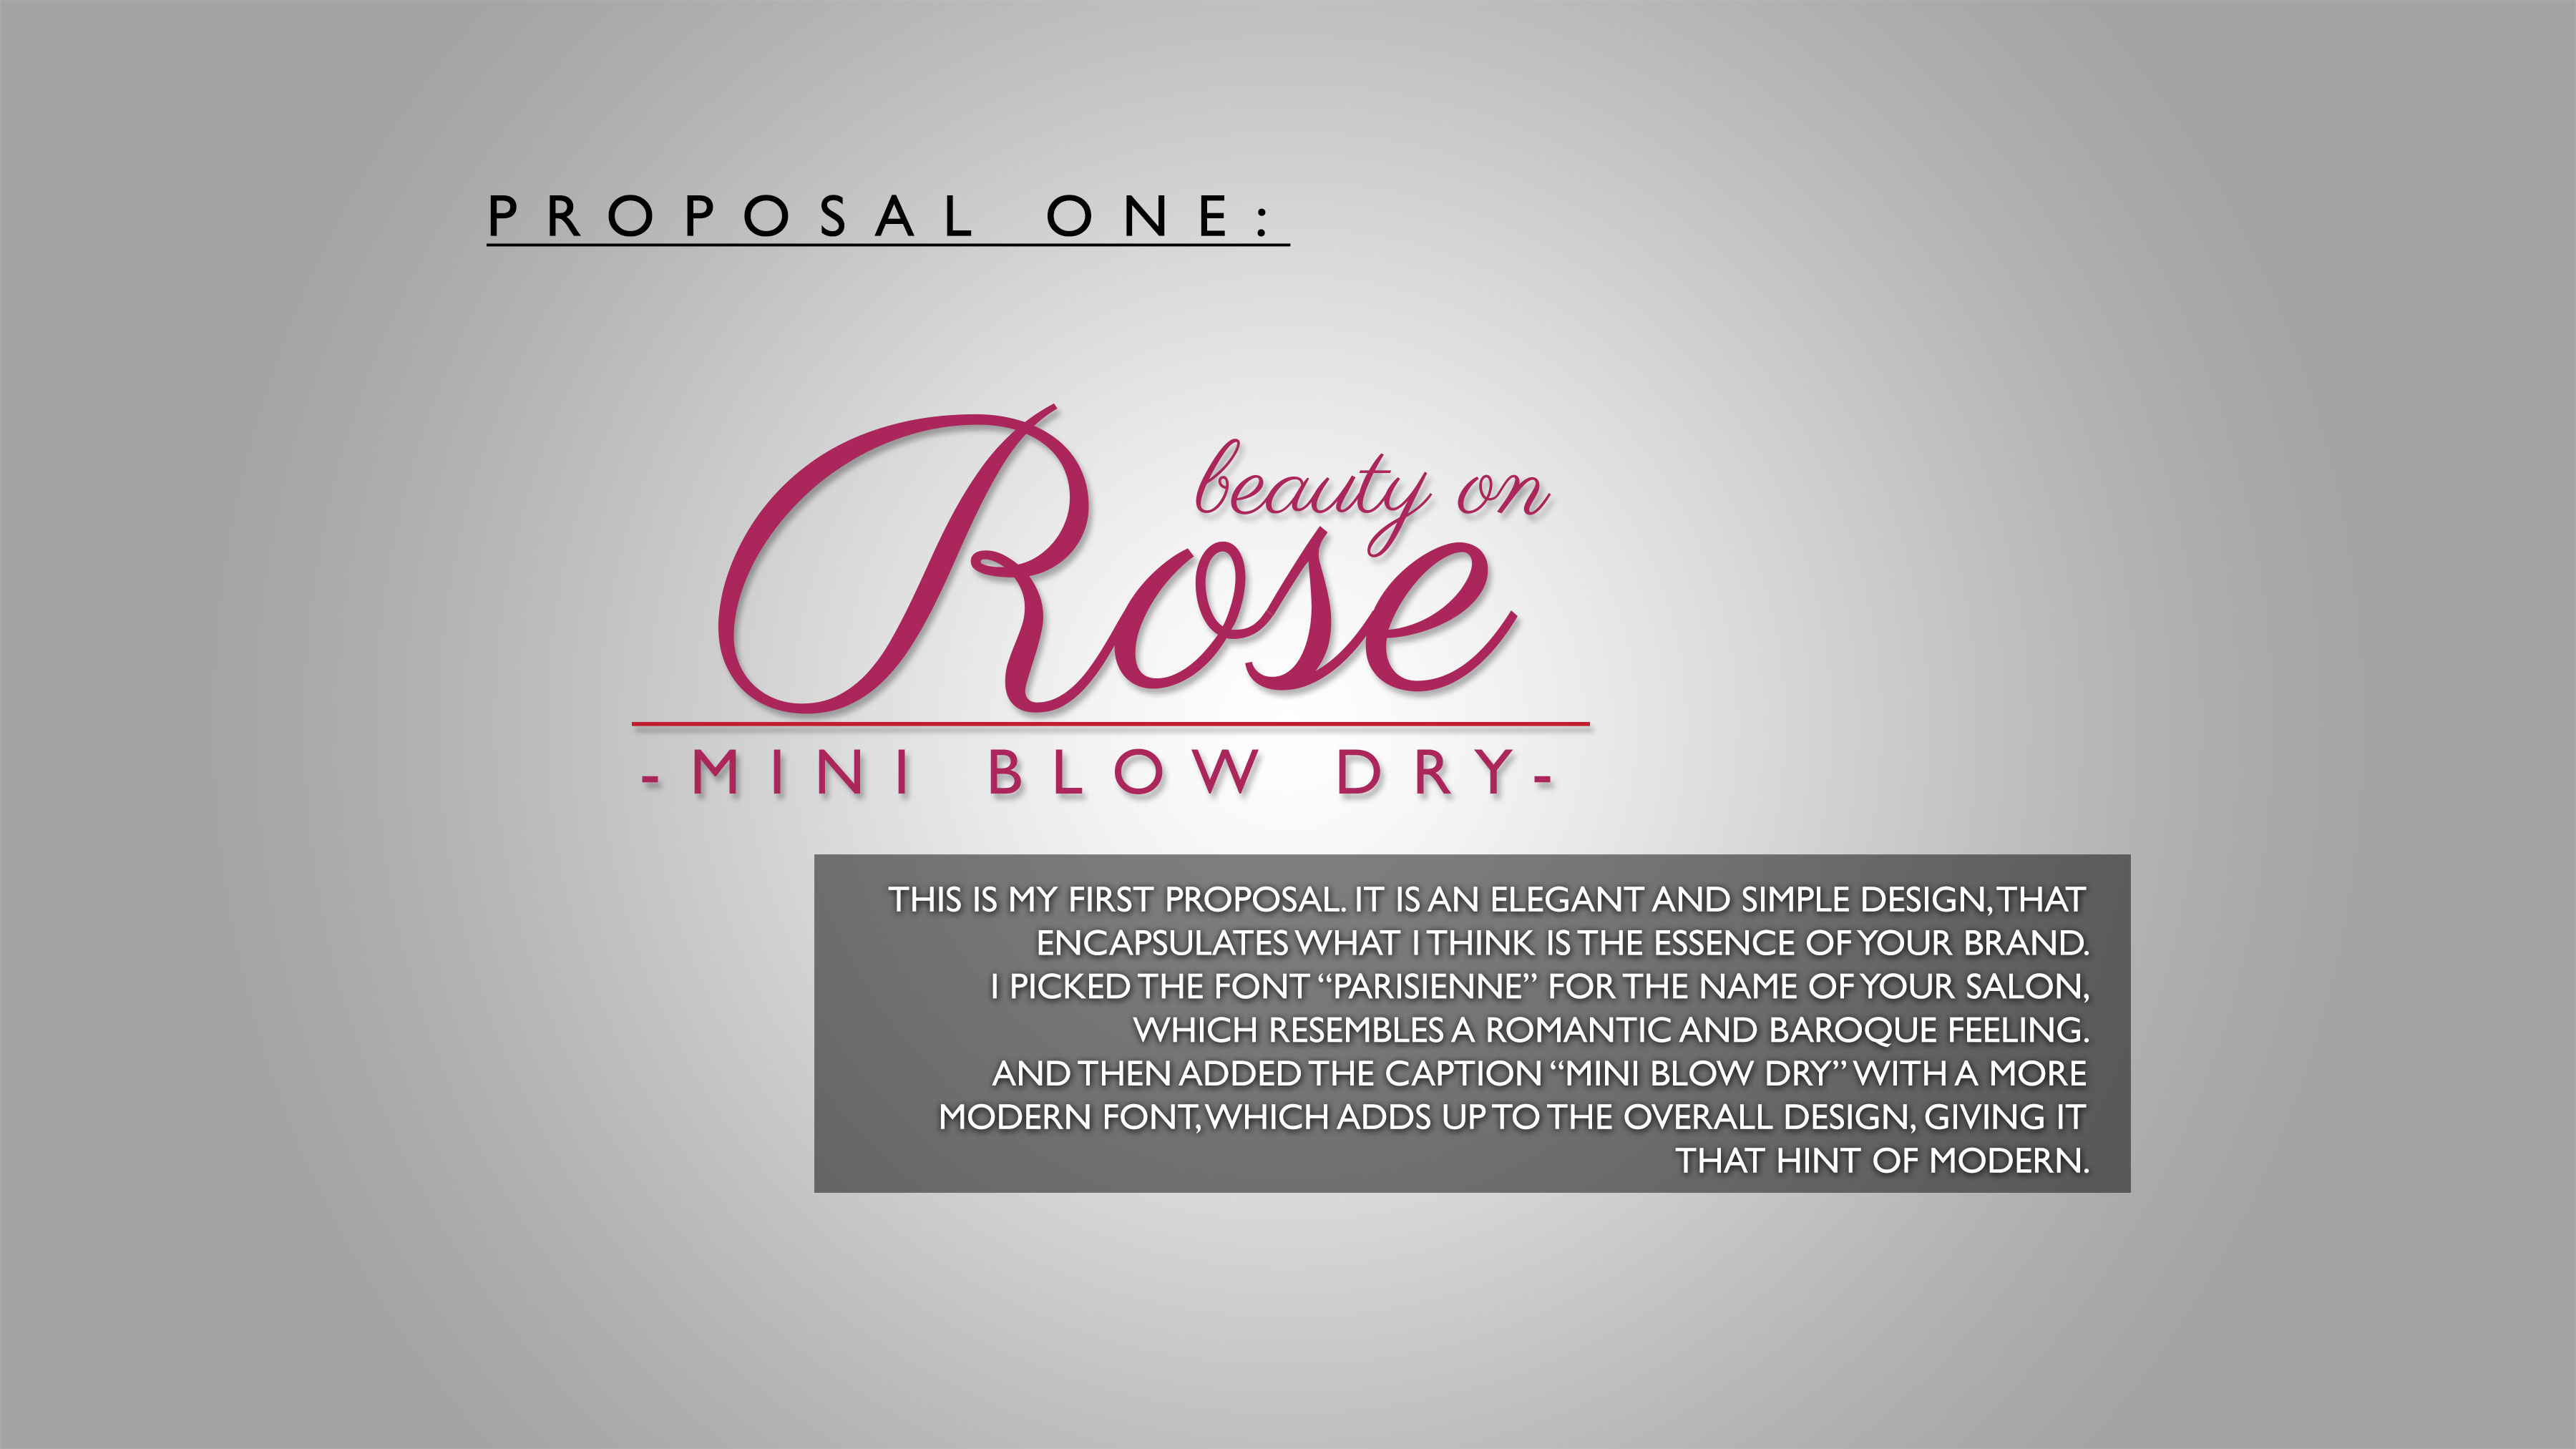 PROPOSAL ONE:
beauty on
Rose
-MINI BLOW DRY-
THIS IS MY FIRST PROPOSAL. IT IS AN ELEGANT AND SIMPLE DESIGN, THAT
ENCAPSULATES WHAT I THINK IS THE ESSENCE OF YOUR BRAND.
I PICKED THE FONT “PARISIENNE” FOR THE NAME OF YOUR SALON,
WHICH RESEMBLES A ROMANTIC AND BAROQUE FEELING.
AND THEN ADDED THE CAPTION “MINI BLOW DRY” WITH A MORE
MODERN FONT, WHICH ADDS UP TO THE OVERALL DESIGN, GIVING IT
THAT HINT OF MODERN.